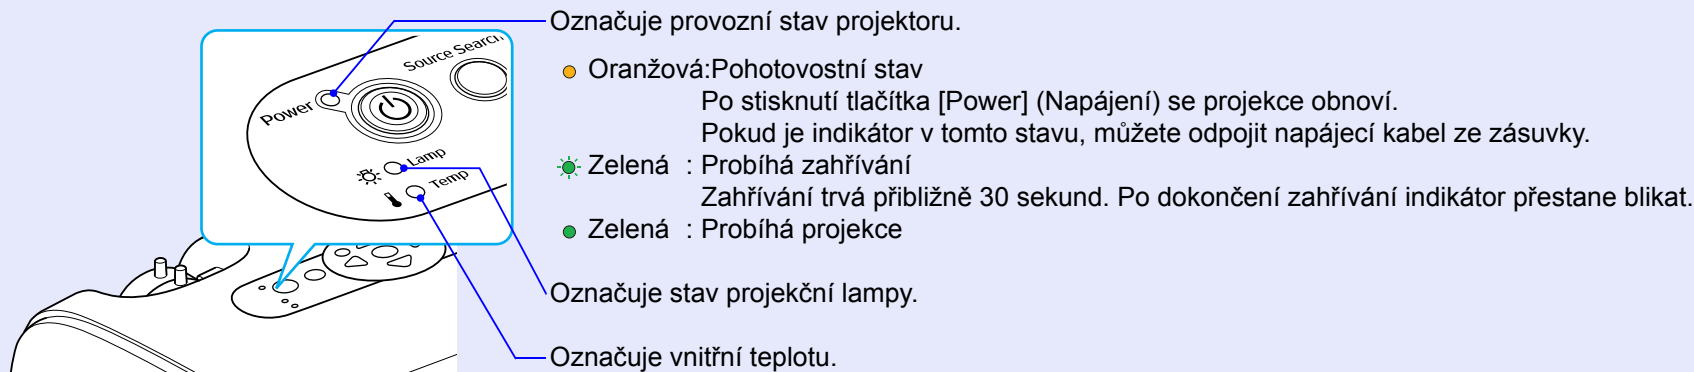 Označuje provozní stav projektoru.
Oranžová:Pohotovostní stav
Po stisknutí tlačítka [Power] (Napájení) se projekce obnoví.
Pokud je indikátor v tomto stavu, můžete odpojit napájecí kabel ze zásuvky.
Zelená : Probíhá zahřívání
Zahřívání trvá přibližně 30 sekund. Po dokončení zahřívání indikátor přestane blikat.
Zelená : Probíhá projekce
Označuje stav projekční lampy.
Označuje vnitřní teplotu.
Source Search
Power
Lamp
Temp